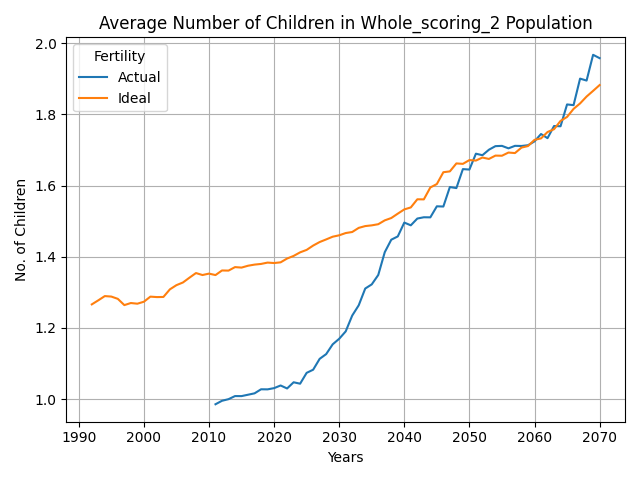 Average Number of Children in Whole_scoring_2 Population
Fertility
Actual
Ideal
No. of Children
2.0
1.8
1.6
1.4
1.2
1.0
1990 2000 2010 2020 2030 2040 2050 2060 2070
Years